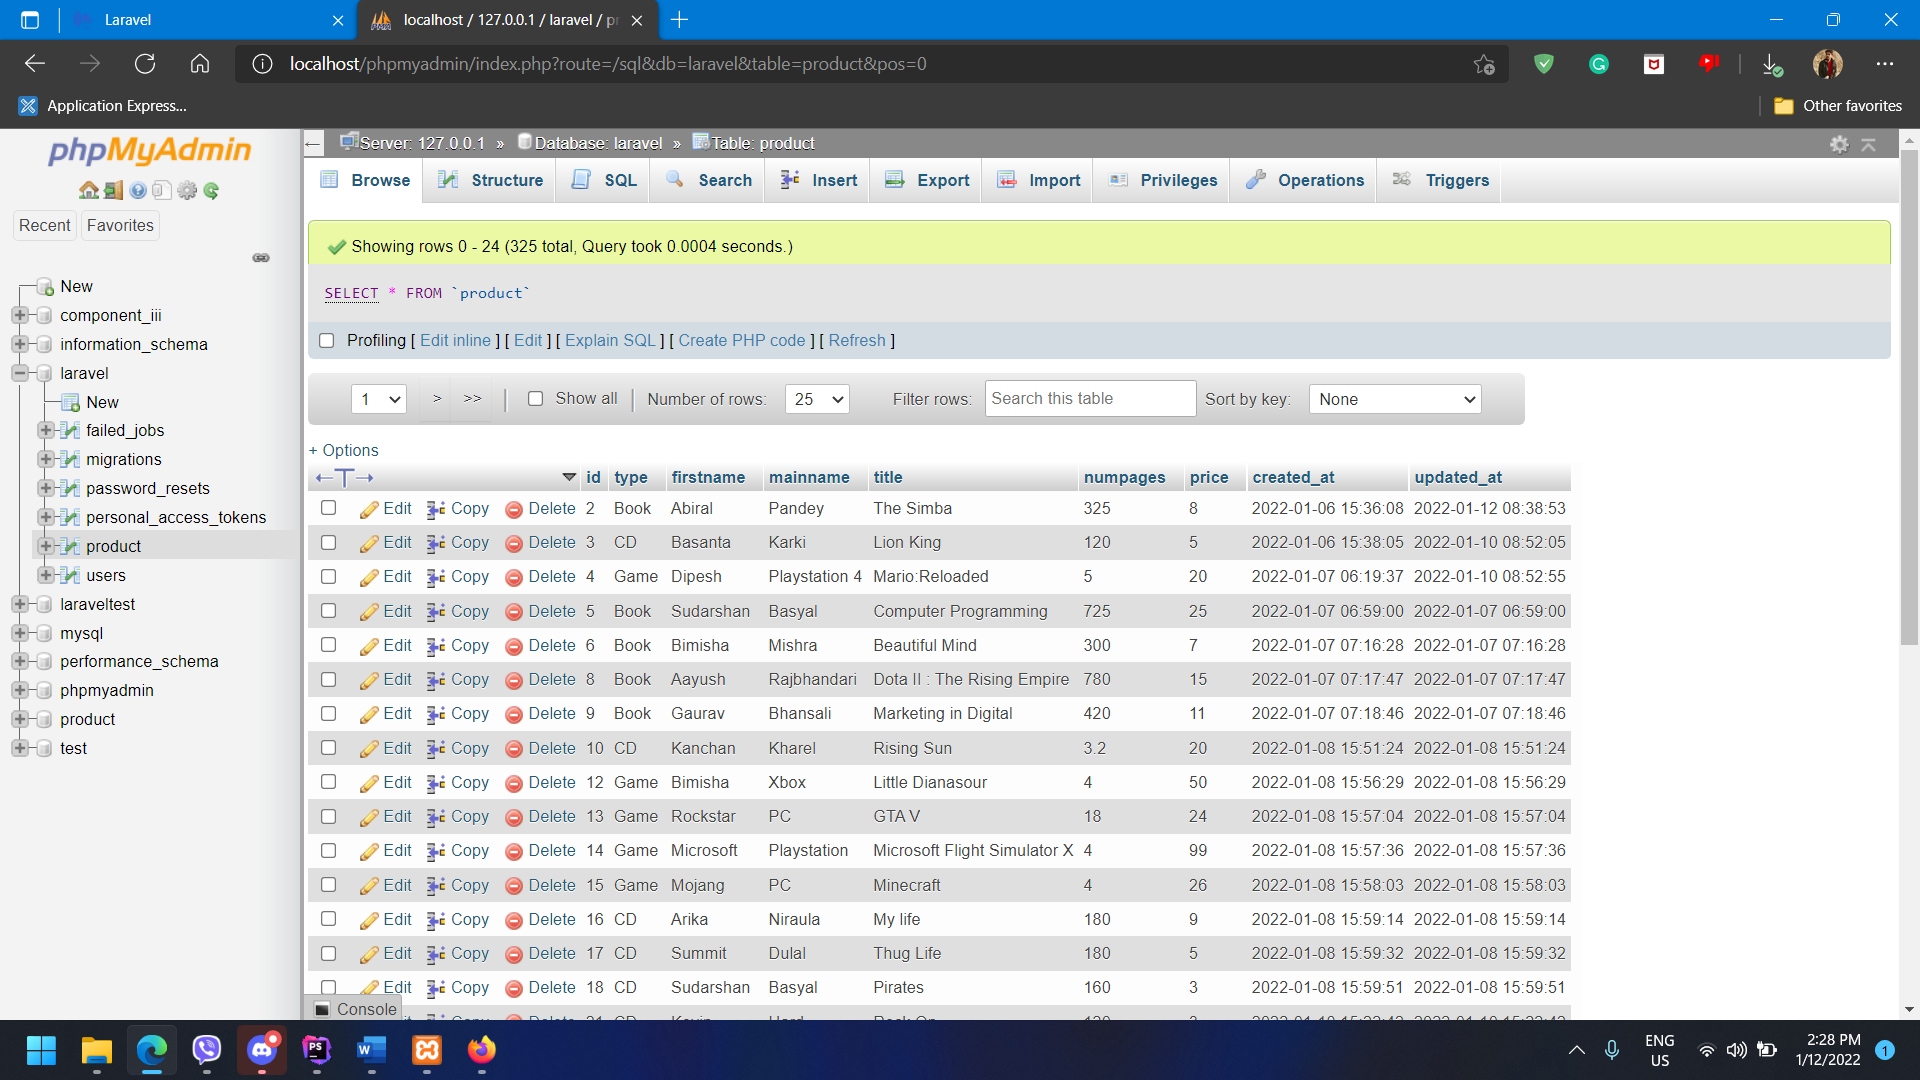 Laravel
localhost / 127.0.0.1 / laravel / pr
localhost/phpmyadmin/index.php?route=/sql&db=laravel&table=product&pos=0
Application Express...
Other favorites
phpMyAdmin
Recent Favorites
New
component_iii
information_schema
laravel
New
failed_jobs
migrations
password_resets
personal_access_tokens
product
users
laraveltest
mysql
performance_schema
phpmyadmin
product
test
Server: 127.0.0.1 » Database: laravel » Table: product
Browse Structure SQL Search Insert Export Import Privileges Operations Triggers
Showing rows 0 - 24 (325 total, Query took 0.0004 seconds.)
SELECT * FROM `product`
Profiling [ Edit inline ] [ Edit ] [ Explain SQL ] [ Create PHP code ] [ Refresh ]
1 > >> | Show all | Number of rows: 25 Filter rows: Search this table Sort by key: None
+ Options
id type firstname mainname title numpages price created_at updated_at
Edit Copy Delete 2 Book Abiral Pandey The Simba 325 8 2022-01-06 15:36:08 2022-01-12 08:38:53
Edit Copy Delete 3 CD Basanta Karki Lion King 120 5 2022-01-06 15:38:05 2022-01-10 08:52:05
Edit Copy Delete 4 Game Dipesh Playstation 4 Mario:Reloaded 5 20 2022-01-07 06:19:37 2022-01-10 08:52:55
Edit Copy Delete 5 Book Sudarshan Basyal Computer Programming 725 25 2022-01-07 06:59:00 2022-01-07 06:59:00
Edit Copy Delete 6 Book Bimisha Mishra Beautiful Mind 300 7 2022-01-07 07:16:28 2022-01-07 07:16:28
Edit Copy Delete 8 Book Aayush Rajbhandari Dota II : The Rising Empire 780 15 2022-01-07 07:17:47 2022-01-07 07:17:47
Edit Copy Delete 9 Book Gaurav Bhansali Marketing in Digital 420 11 2022-01-07 07:18:46 2022-01-07 07:18:46
Edit Copy Delete 10 CD Kanchan Kharel Rising Sun 3.2 20 2022-01-08 15:51:24 2022-01-08 15:51:24
Edit Copy Delete 12 Game Bimisha Xbox Little Dianasour 4 50 2022-01-08 15:56:29 2022-01-08 15:56:29
Edit Copy Delete 13 Game Rockstar PC GTA V 18 24 2022-01-08 15:57:04 2022-01-08 15:57:04
Edit Copy Delete 14 Game Microsoft Playstation Microsoft Flight Simulator X 4 99 2022-01-08 15:57:36 2022-01-08 15:57:36
Edit Copy Delete 15 Game Mojang PC Minecraft 4 26 2022-01-08 15:58:03 2022-01-08 15:58:03
Edit Copy Delete 16 CD Arika Niraula My life 180 9 2022-01-08 15:59:14 2022-01-08 15:59:14
Edit Copy Delete 17 CD Summit Dulal Thug Life 180 5 2022-01-08 15:59:32 2022-01-08 15:59:32
Edit Copy Delete 18 CD Sudarshan Basyal Pirates 160 3 2022-01-08 15:59:51 2022-01-08 15:59:51
Console
ENG
US
2:28 PM
1/12/2022
1